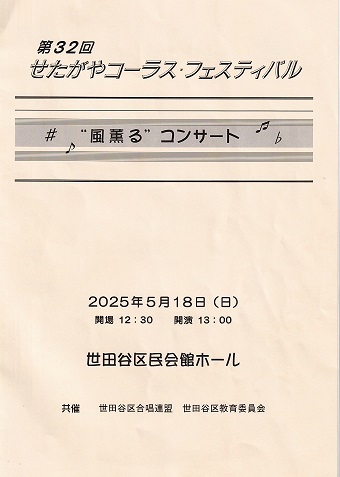 第32回
せたがやコーラス・フェスティバル
"風薫る" コンサート
2025年5月18日（日）
開場 12：30　開演 13：00
世田谷区民会館ホール
共催　世田谷区合唱連盟　世田谷区教育委員会